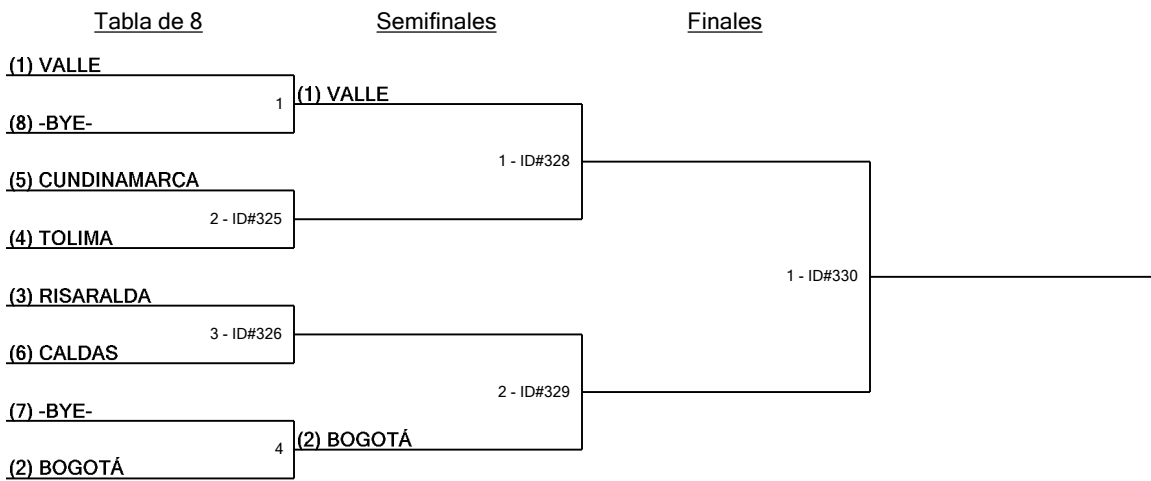 Tabla de 8
Semifinales
Finales
(1) VALLE
1
(1) VALLE
(8) -BYE-
1 - ID#328
(5) CUNDINAMARCA
2 - ID#325
(4) TOLIMA
1 - ID#330
(3) RISARALDA
3 - ID#326
(6) CALDAS
2 - ID#329
(7) -BYE-
4
(2) BOGOTÁ
(2) BOGOTÁ